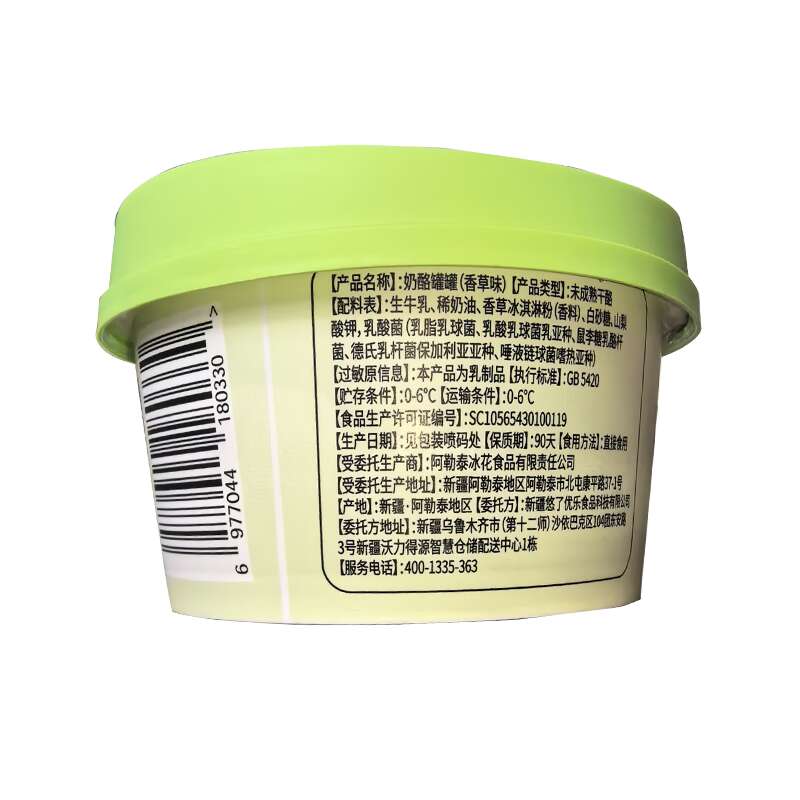 【产品名称】:奶酪罐罐(香草味)【产品类型】:未成熟干酪
【配料表】:生牛乳、稀奶油、香草冰淇淋粉(香料)、白砂糖、山梨
酸钾,乳酸菌(乳脂乳球菌、乳酸乳球菌乳亚种、鼠李糖乳酪杆
菌、德氏乳杆菌保加利亚亚种、唾液链球菌嗜热亚种)
【过敏原信息】:本产品为乳制品【执行标准】:GB 5420
【贮存条件】:0-6℃【运输条件】:0-6℃
【食品生产许可证编号】:SC10565430100119
【生产日期】:见包装喷码处【保质期】:90天【食用方法】:直接食用
【受委托生产商】:阿勒泰冰花食品有限责任公司
【受委托生产地址】:新疆阿勒泰地区阿勒泰市北屯康平路37-1号
【产地】:新疆·阿勒泰地区【委托方】:新疆悠了优乐食品科技有限公司
【委托方地址】:新疆乌鲁木齐市(第十二师)沙依巴克区104团东安路
3号新疆沃力得源智慧仓储配送中心1栋
【服务电话】:400-1335-363
6 977044 180330 >